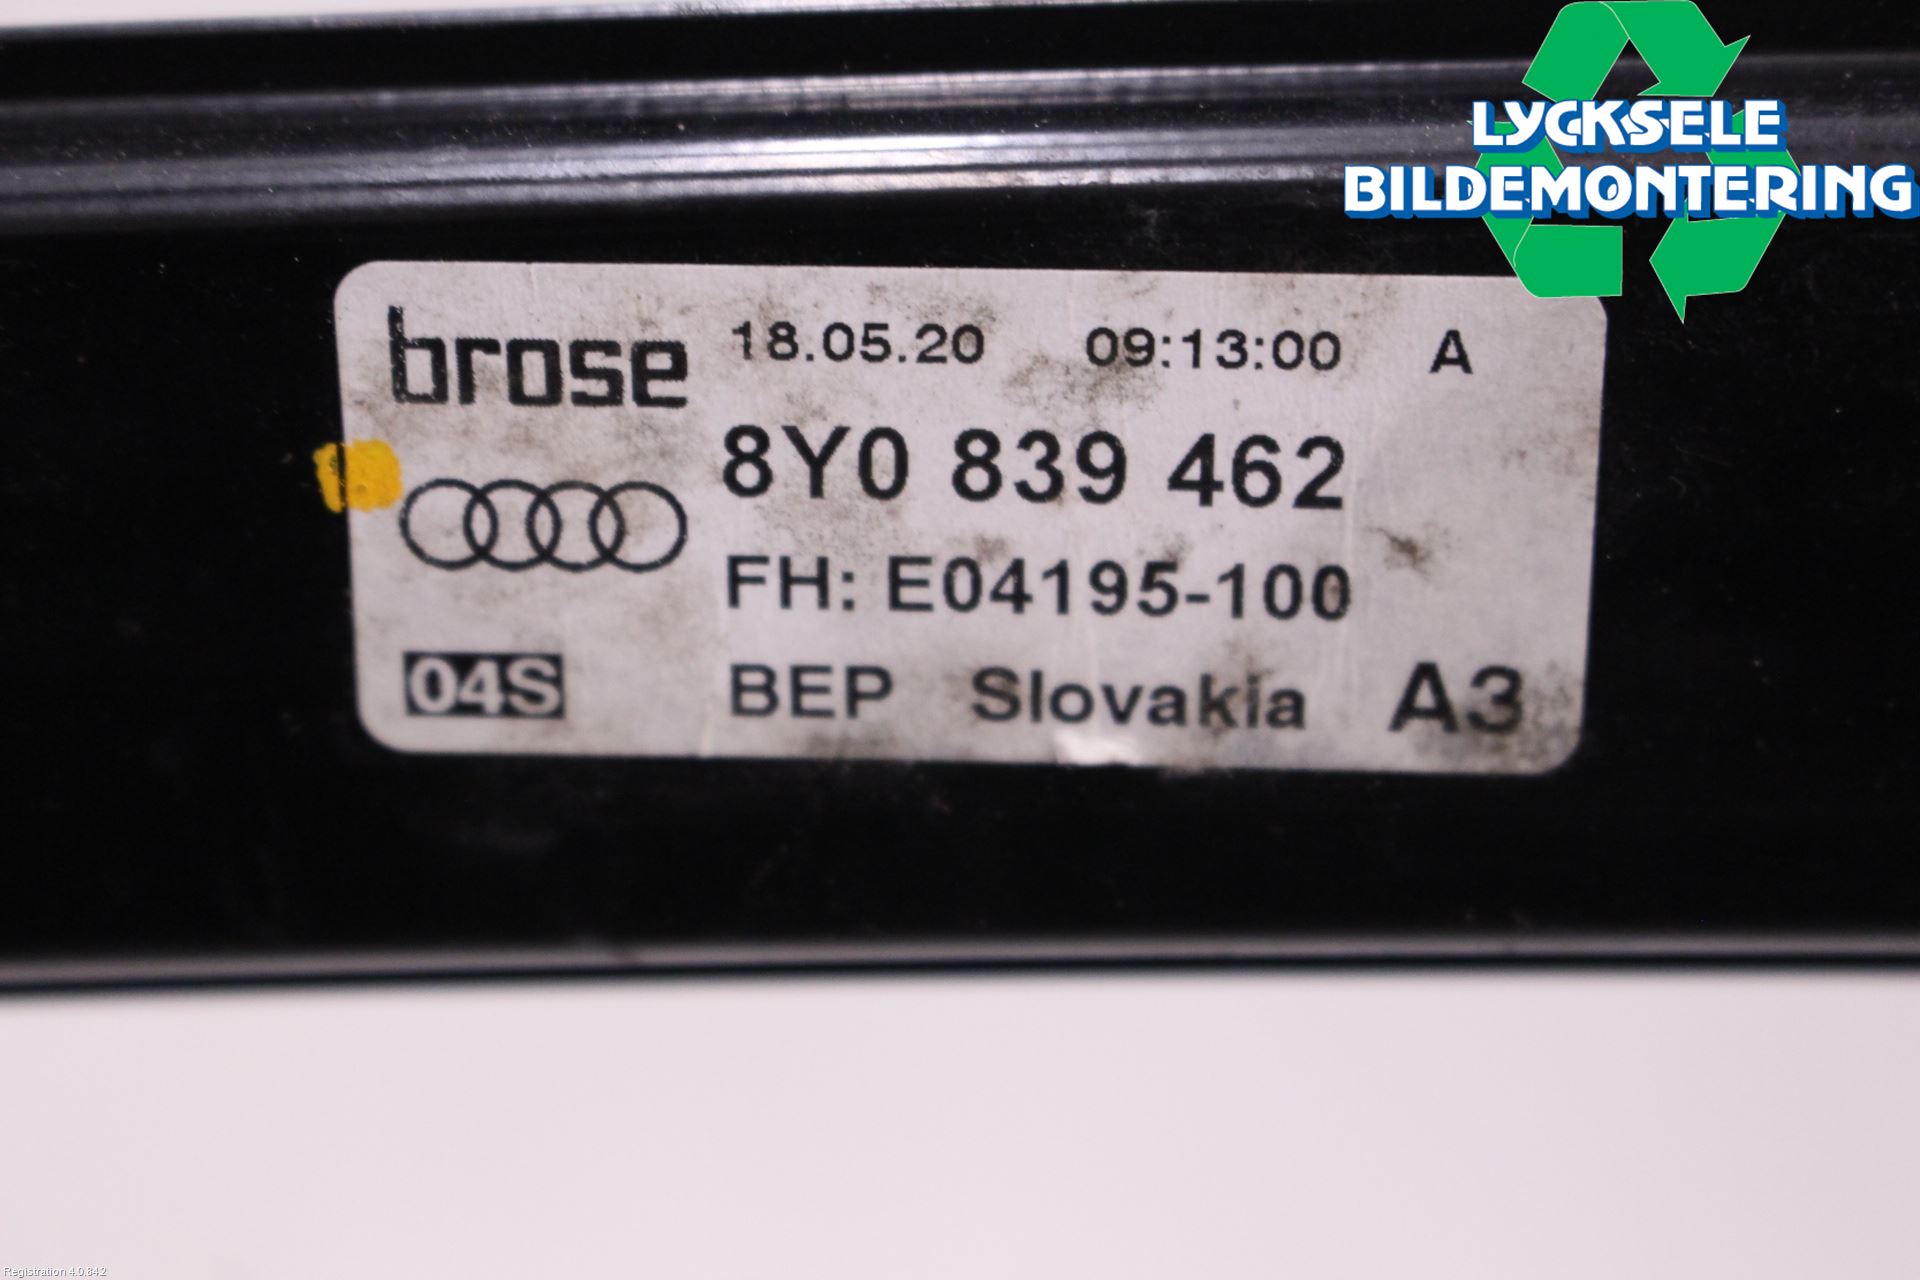 LYCKSELE
BILDEMONTERING
brose 18.05.20 09:13:00 A
8Y0 839 462
FH: E04195-100
04S BEP Slovakia A3
Registration 4.0.842